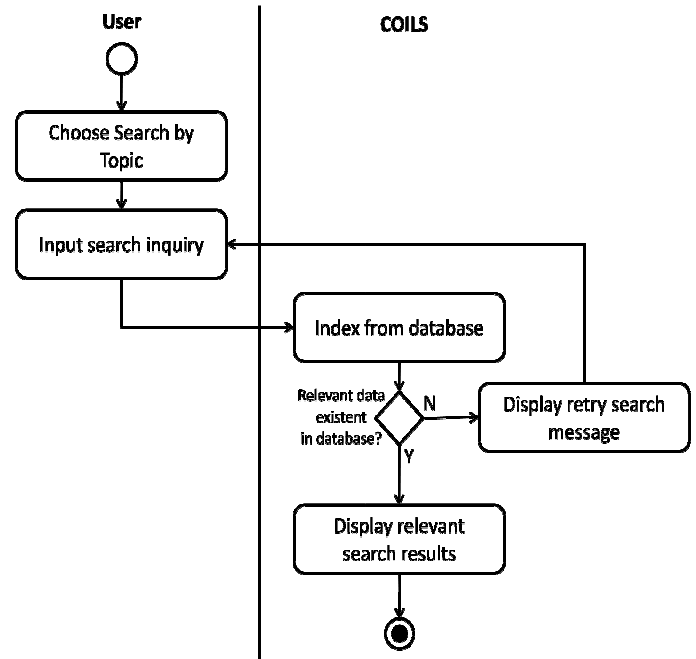 User
COILS
Choose Search by
Topic
Input search inquiry
Index from database
Relevant data
existent
in database?
N
Display retry search
message
Y
Display relevant
search results